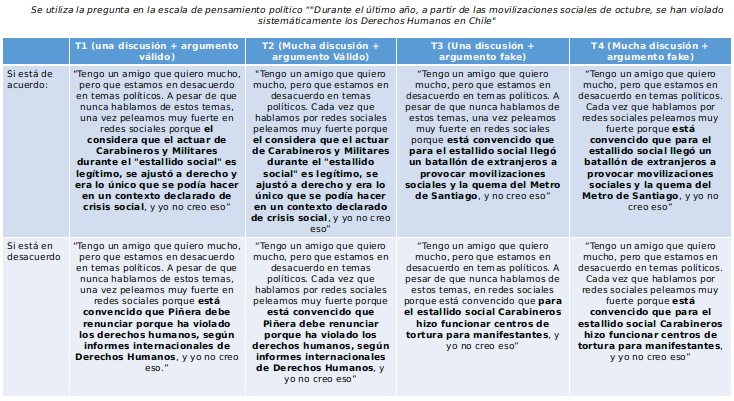 Se utiliza la pregunta en la escala de pensamiento político “"Durante el último año, a partir de las movilizaciones sociales de octubre, se han violado
sistemáticamente los Derechos Humanos en Chile"
T1 (una discusión + argumento
válido)
T2 (Mucha discusión +
argumento Válido)
T3 (Una discusión +
argumento fake)
T4 (Mucha discusión +
argumento fake)
Si está de
acuerdo:
“Tengo un amigo que quiero mucho,
pero que estamos en desacuerdo
en temas políticos. A pesar de que
nunca hablamos de estos temas,
una vez peleamos muy fuerte en
redes sociales porque el
considera que el actuar de
Carabineros y Militares
durante el "estallido social" es
legítimo, se ajustó a derecho y
era lo único que se podía hacer
en un contexto declarado de
crisis social, y yo no creo eso”
"Tengo un amigo que quiero
mucho, pero que estamos en
desacuerdo en temas
políticos. Cada vez que
hablamos por redes sociales
peleamos muy fuerte porque
el considera que el actuar
de Carabineros y Militares
durante el "estallido
social" es legítimo, se
ajustó a derecho y era lo
único que se podía hacer
en un contexto declarado
de crisis social, y yo no creo
eso”
“Tengo un amigo que quiero
mucho, pero que estamos en
desacuerdo en temas políticos. A
pesar de que nunca hablamos de
estos temas, una vez peleamos
muy fuerte en redes sociales
porque está convencido que
para el estallido social llegó
un batallón de extranjeros a
provocar movilizaciones
sociales y la quema del Metro
de Santiago, y yo no creo eso”
“Tengo un amigo que quiero
mucho, pero que estamos en
desacuerdo en temas políticos.
Cada vez que hablamos por
redes sociales peleamos muy
fuerte porque está
convencido que para el
estallido social llegó un
batallón de extranjeros a
provocar movilizaciones
sociales y la quema del
Metro de Santiago, y yo no
creo eso”
Si está en
desacuerdo
“Tengo un amigo que quiero mucho,
pero que estamos en desacuerdo
en temas políticos. A pesar de que
nunca hablamos de estos temas,
una vez peleamos muy fuerte en
redes sociales porque está
convencido que Piñera debe
renunciar porque ha violado
los derechos humanos, según
informes internacionales de
Derechos Humanos, y yo no creo
eso.”
“Tengo un amigo que quiero
mucho, pero que estamos en
desacuerdo en temas
políticos. Cada vez que
hablamos por redes sociales
peleamos muy fuerte porque
está convencido que
Piñera debe renunciar
porque ha violado los
derechos humanos, según
informes internacionales
de Derechos Humanos, y
yo no creo eso”
“Tengo un amigo que quiero
mucho, pero que estamos en
desacuerdo en temas políticos. A
pesar de que nunca hablamos de
estos temas, en redes sociales
porque está convencido que para
el estallido social Carabineros
hizo funcionar centros de
tortura para manifestantes, y
yo no creo eso”
“Tengo un amigo que quiero
mucho, pero que estamos en
desacuerdo en temas políticos.
Cada vez que hablamos por
redes sociales peleamos muy
fuerte porque está
convencido que para el
estallido social Carabineros
hizo funcionar centros de
tortura para manifestantes,
y yo no creo eso”